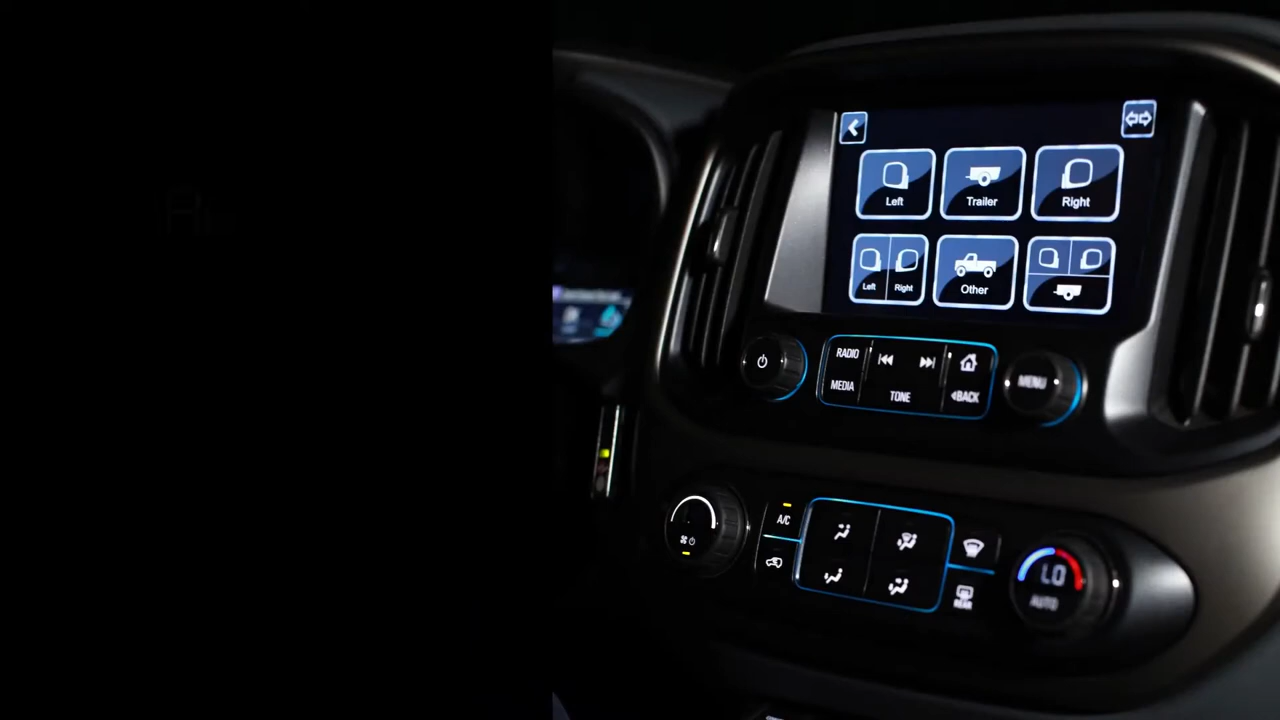 Left
Trailer
Right
Left
Right
Other
RADIO
MEDIA
TONE
BACK
MENU
A/C
REAR
LO
AUTO